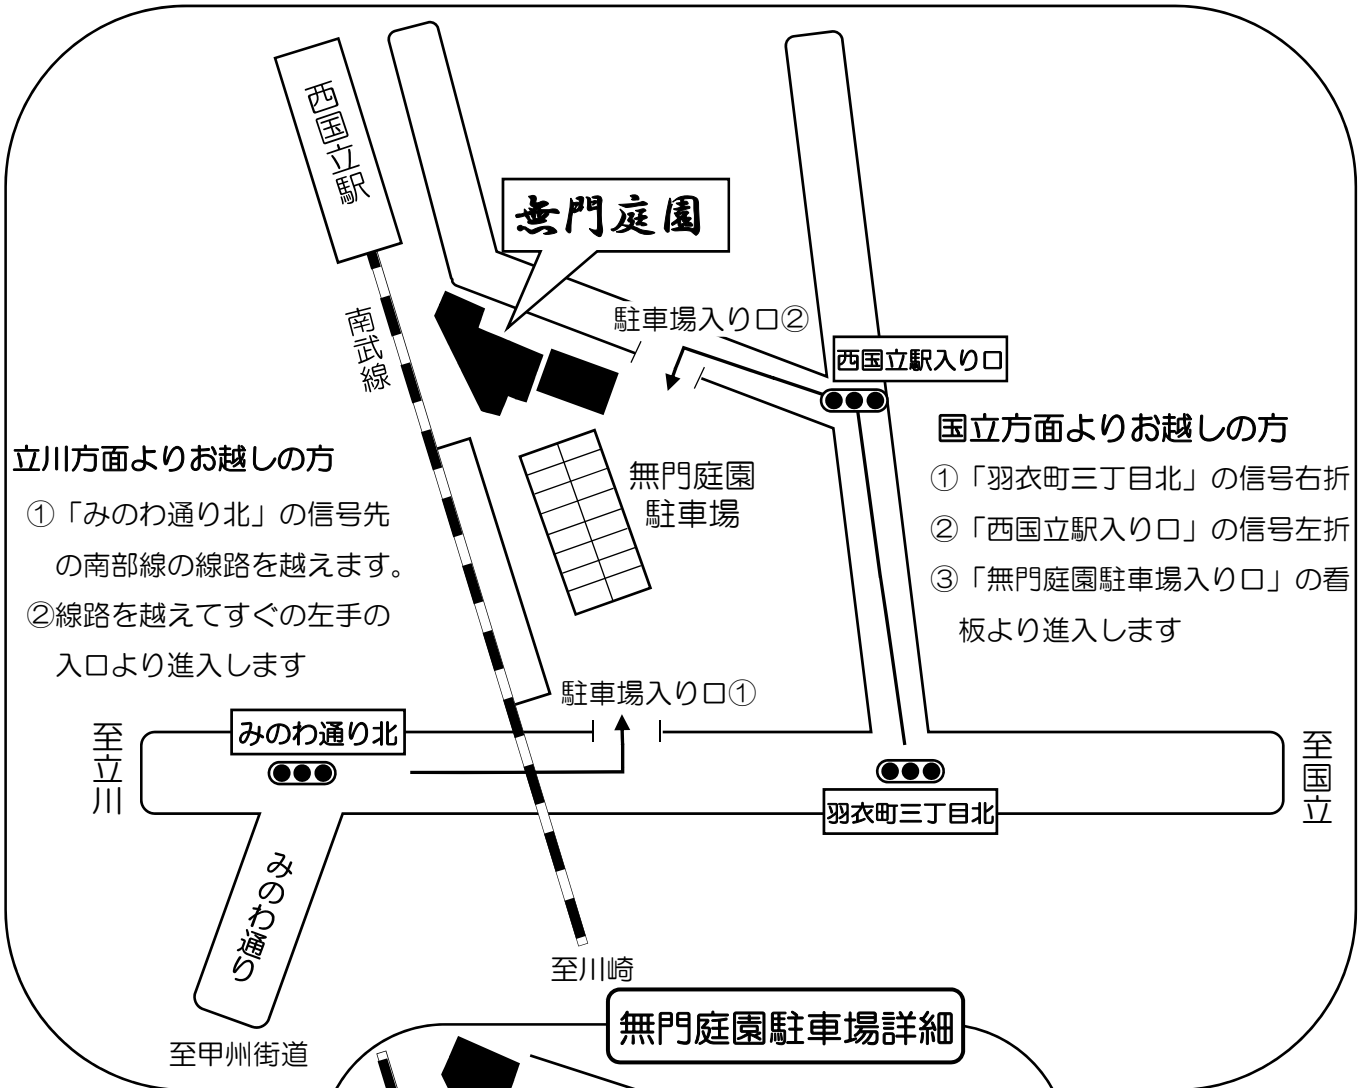 西国立駅
無門庭園
南武線
駐車場入り口②
西国立駅入り口
立川方面よりお越しの方
①「みのわ通り北」の信号先
の南部線の線路を越えます。
②線路を越えてすぐの左手の
入口より進入します
無門庭園
駐車場
国立方面よりお越しの方
①「羽衣町三丁目北」の信号右折
②「西国立駅入り口」の信号左折
③「無門庭園駐車場入り口」の看
板より進入します
駐車場入り口①
至立川
みのわ通り北
至国立
羽衣町三丁目北
みのわ通り
至川崎
至甲州街道
無門庭園駐車場詳細